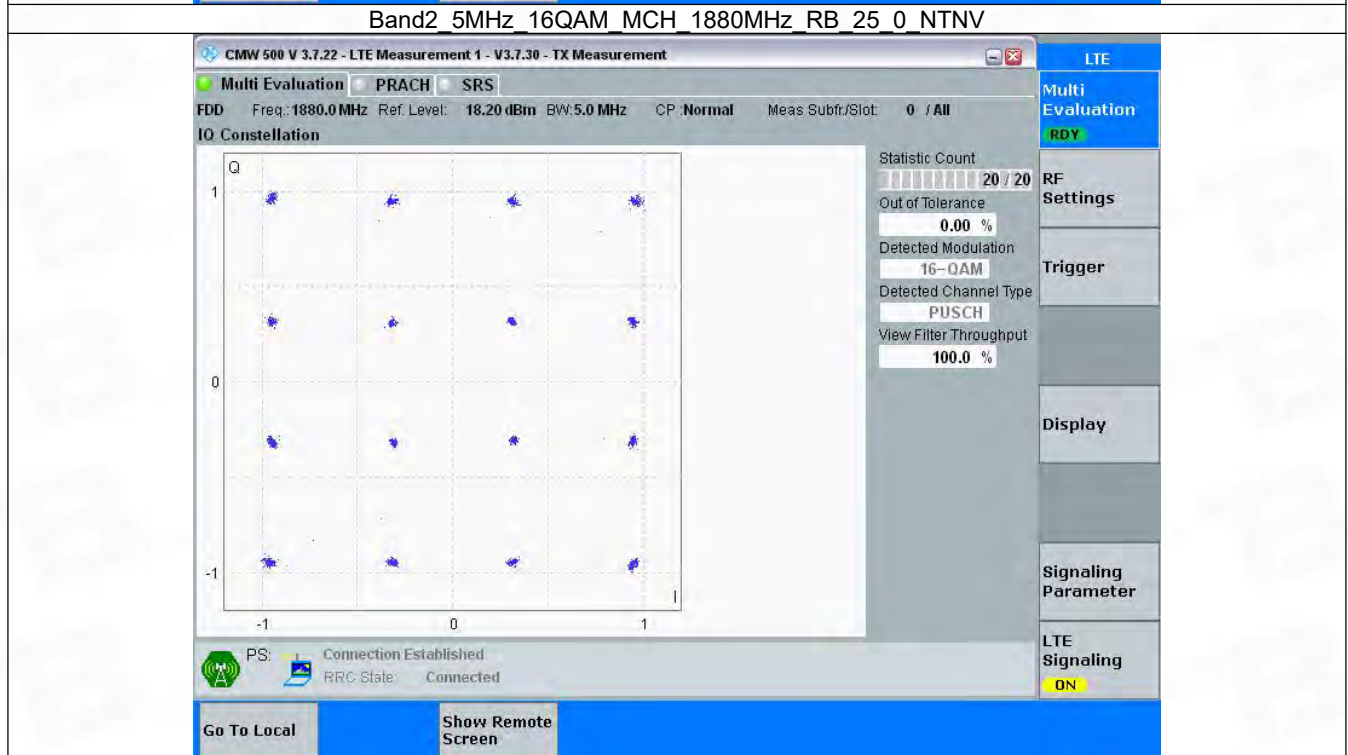 Band2_5MHz_16QAM_MCH_1880MHz_RB_25_0_NTNV
CMW 500 V 3.7.22 - LTE Measurement 1 - V3.7.30 - TX Measurement
LTE
Multi Evaluation PRACH SRS
Multi
Evaluation
RDY
FDD Freq.: 1880.0 MHz Ref. Level: 18.20 dBm BW: 5.0 MHz CP :Normal Meas Subfr./Slot: 0 / All
IQ Constellation
Q
1
0
-1
-1 0 1
I
Statistic Count
20 / 20
Out of Tolerance
0.00 %
Detected Modulation
16-QAM
Detected Channel Type
PUSCH
View Filter Throughput
100.0 %
RF
Settings
Trigger
Display
Signaling
Parameter
LTE
Signaling
ON
PS: Connection Established
RRC State: Connected
Go To Local
Show Remote
Screen